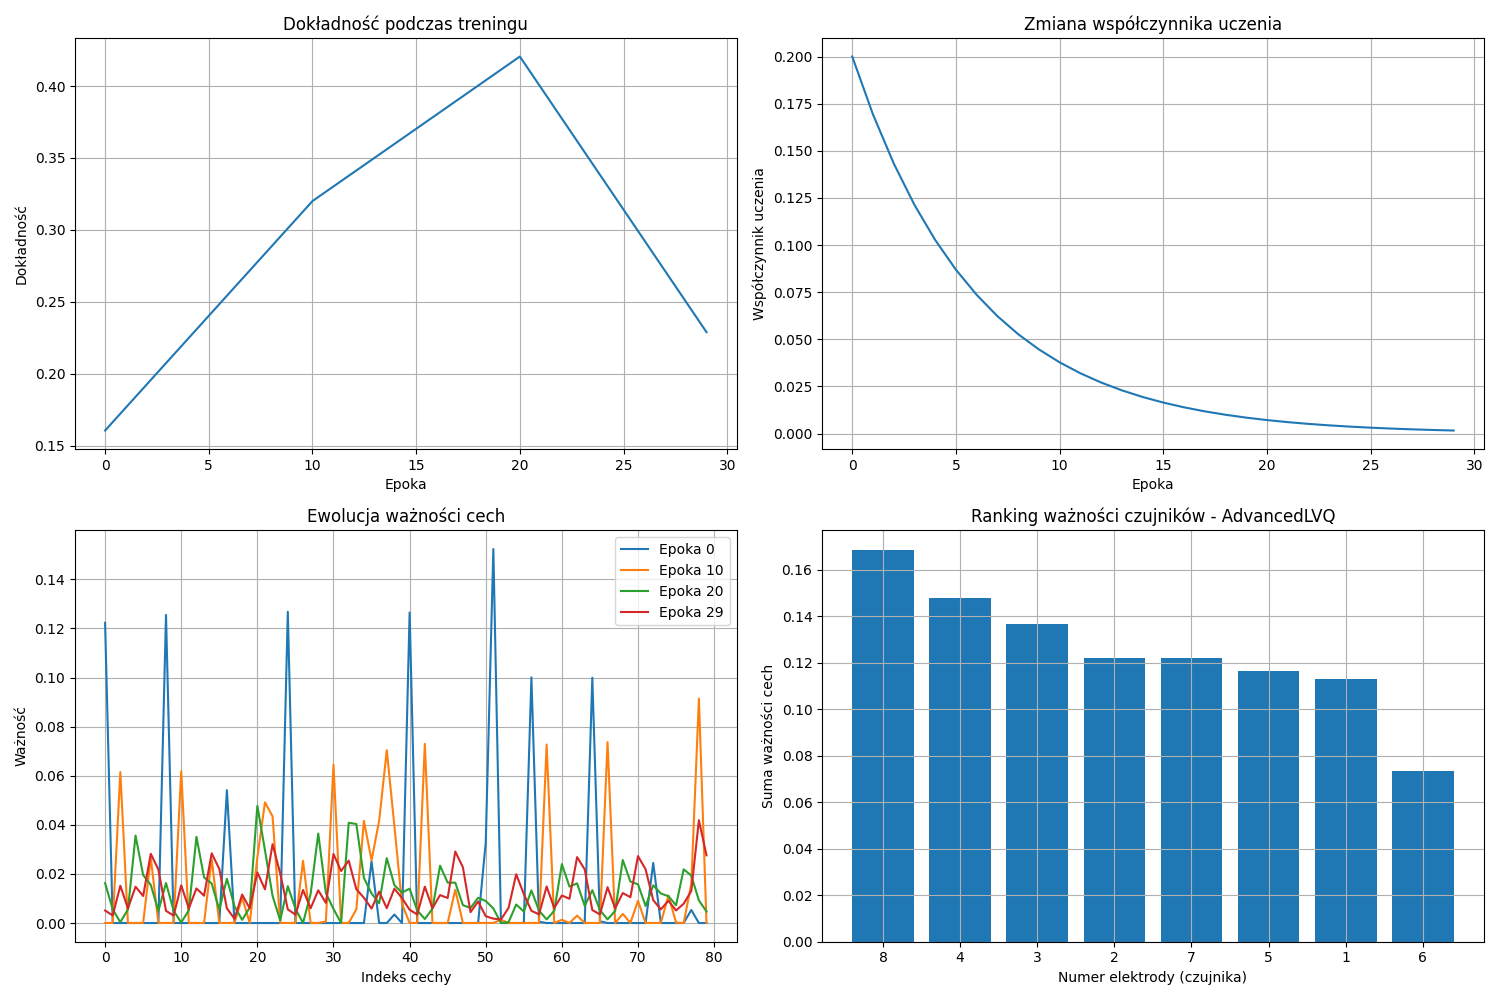 Dokładność podczas treningu
0.40
0.35
0.30
0.25
0.20
0.15
Dokładność
0 5 10 15 20 25 30
Epoka
Zmiana współczynnika uczenia
0.200
0.175
0.150
0.125
0.100
0.075
0.050
0.025
0.000
Współczynnik uczenia
0 5 10 15 20 25 30
Epoka
Ewolucja ważności cech
Epoka 0
Epoka 10
Epoka 20
Epoka 29
0.14
0.12
0.10
0.08
0.06
0.04
0.02
0.00
Ważność
0 10 20 30 40 50 60 70 80
Indeks cechy
Ranking ważności czujników - AdvancedLVQ
0.16
0.14
0.12
0.10
0.08
0.06
0.04
0.02
0.00
Suma ważności cech
8 4 3 2 7 5 1 6
Numer elektrody (czujnika)